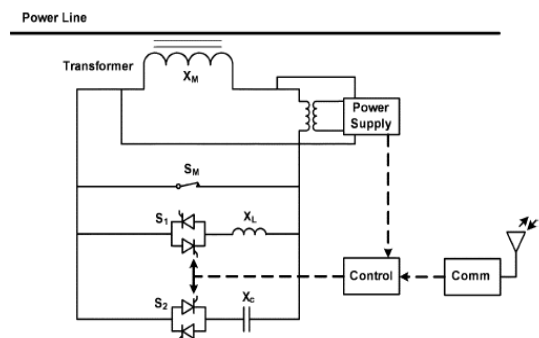 Power Line
Transformer
XM
Power
Supply
SM
S1
XL
Control
Comm
S2
Xc